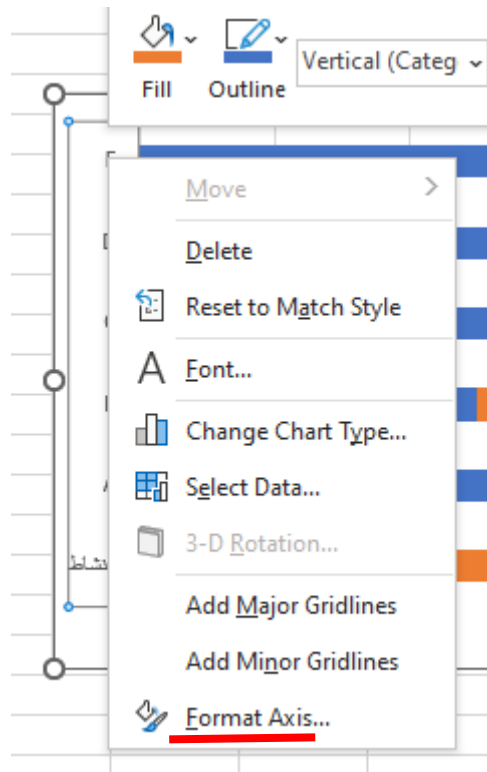 Fill
Outline
Vertical (Categ
Move
Delete
Reset to Match Style
A Font...
Change Chart Type...
Select Data...
3-D Rotation...
Add Major Gridlines
Add Minor Gridlines
Format Axis...